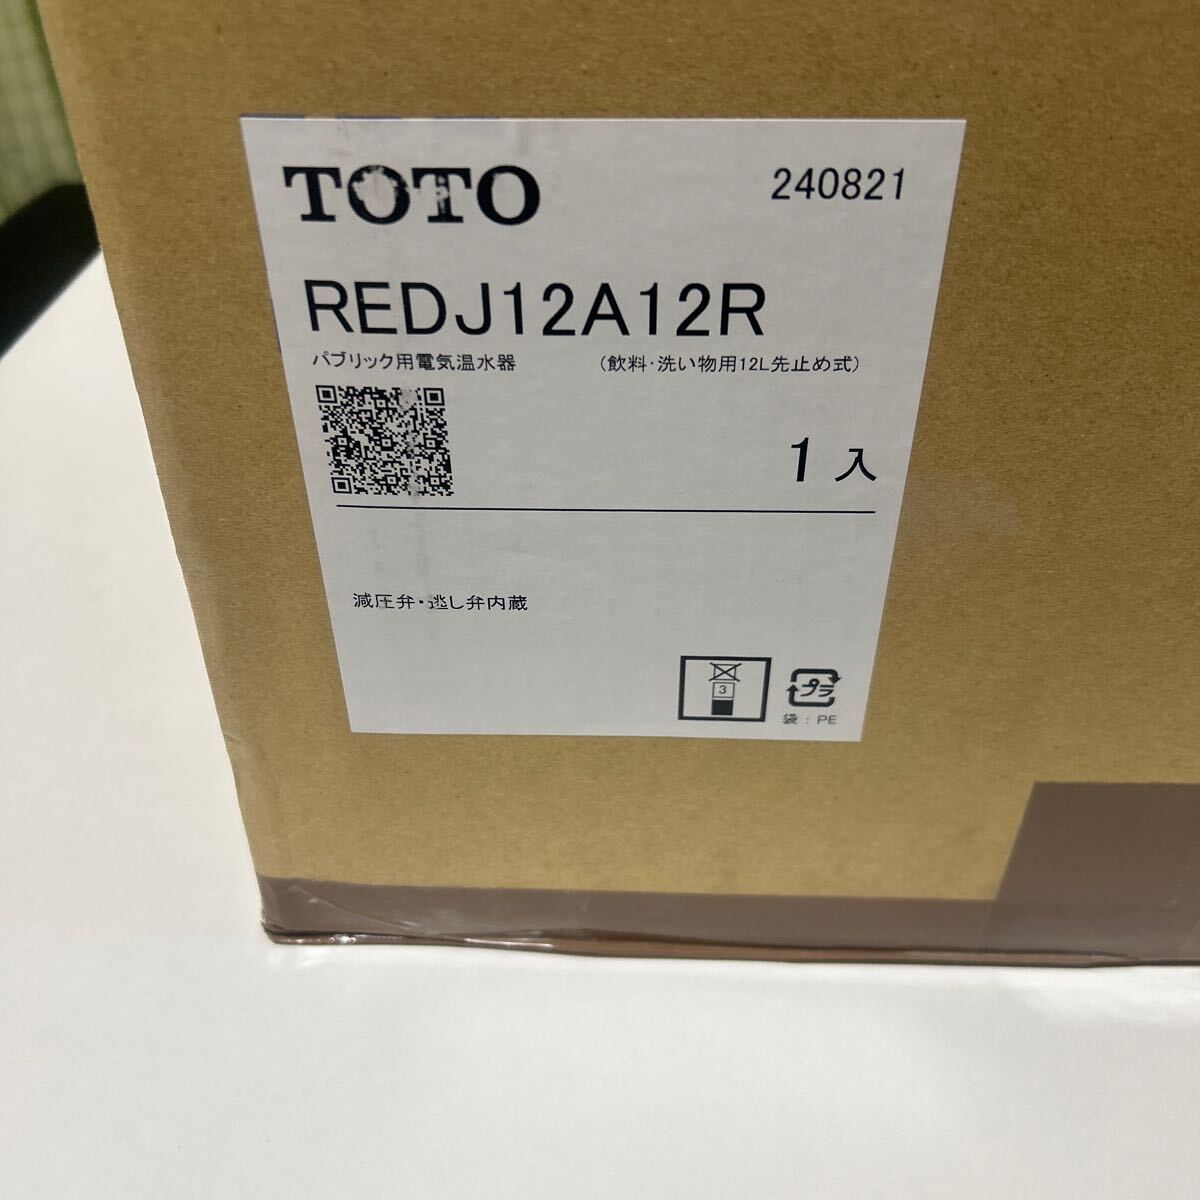 TOTO 240821
REDJ12A12R
パブリック用電気温水器 (飲料・洗い物用12L先止め式)
1入
減圧弁・逃し弁内蔵
3
プラ
袋：PE